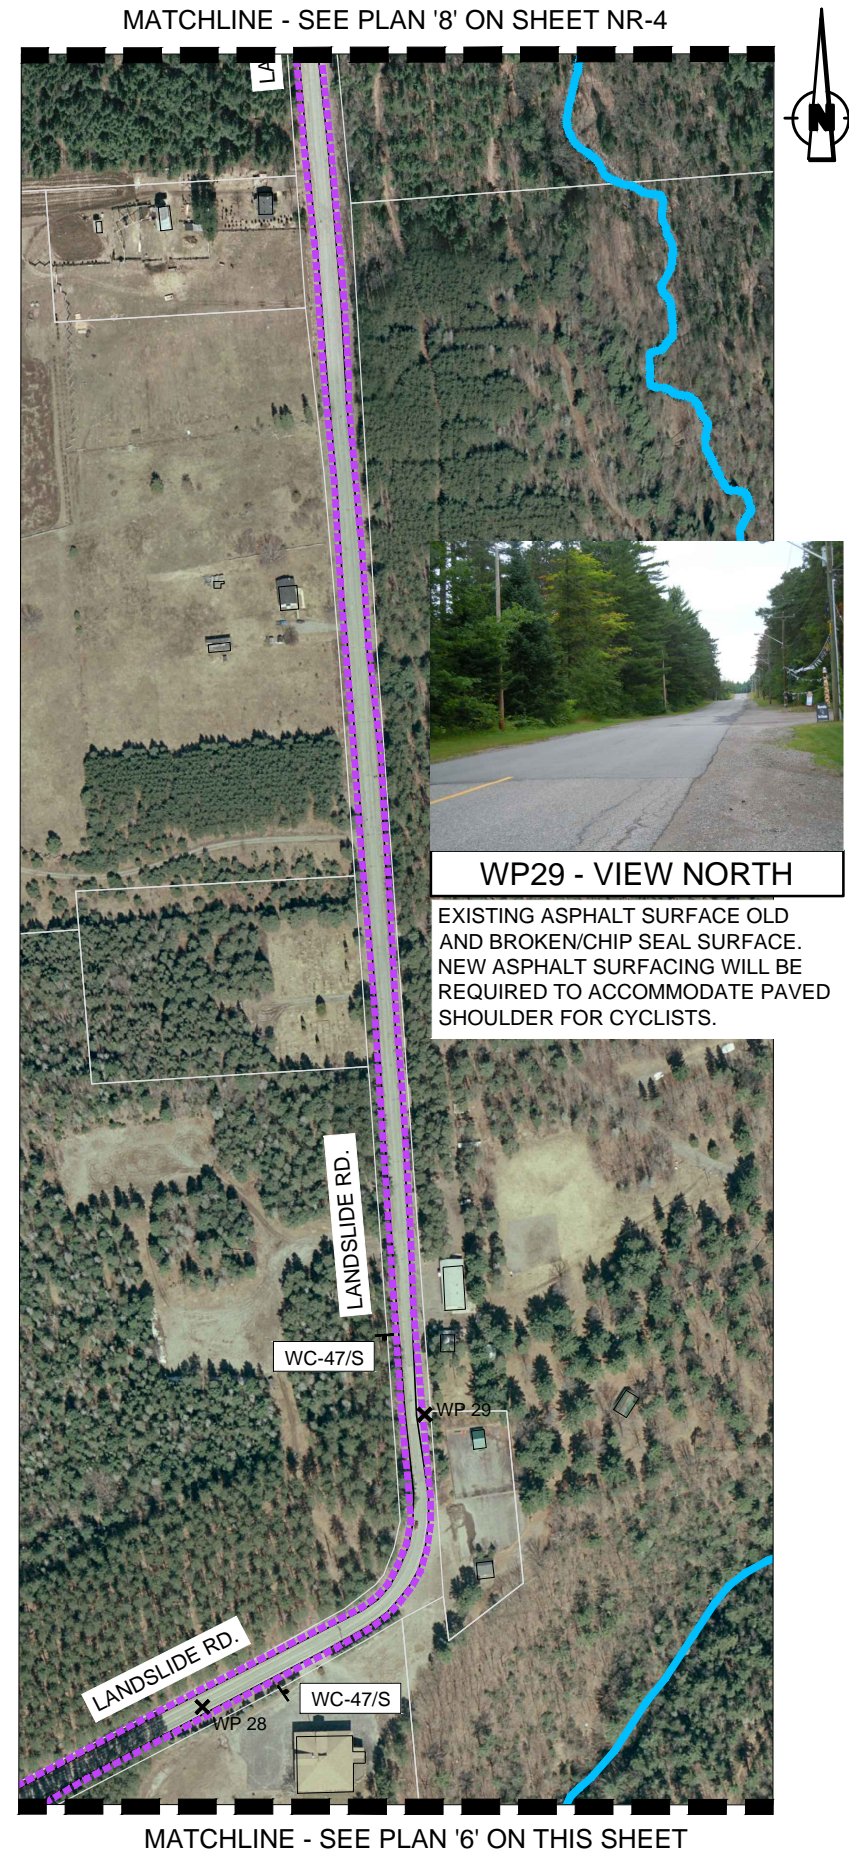 MATCHLINE - SEE PLAN '8' ON SHEET NR-4
LA
N
WP29 - VIEW NORTH
EXISTING ASPHALT SURFACE OLD
AND BROKEN/CHIP SEAL SURFACE.
NEW ASPHALT SURFACING WILL BE
REQUIRED TO ACCOMMODATE PAVED
SHOULDER FOR CYCLISTS.
LANDSLIDE RD.
WC-47/S
WP 29
LANDSLIDE RD.
WC-47/S
WP 28
MATCHLINE - SEE PLAN '6' ON THIS SHEET